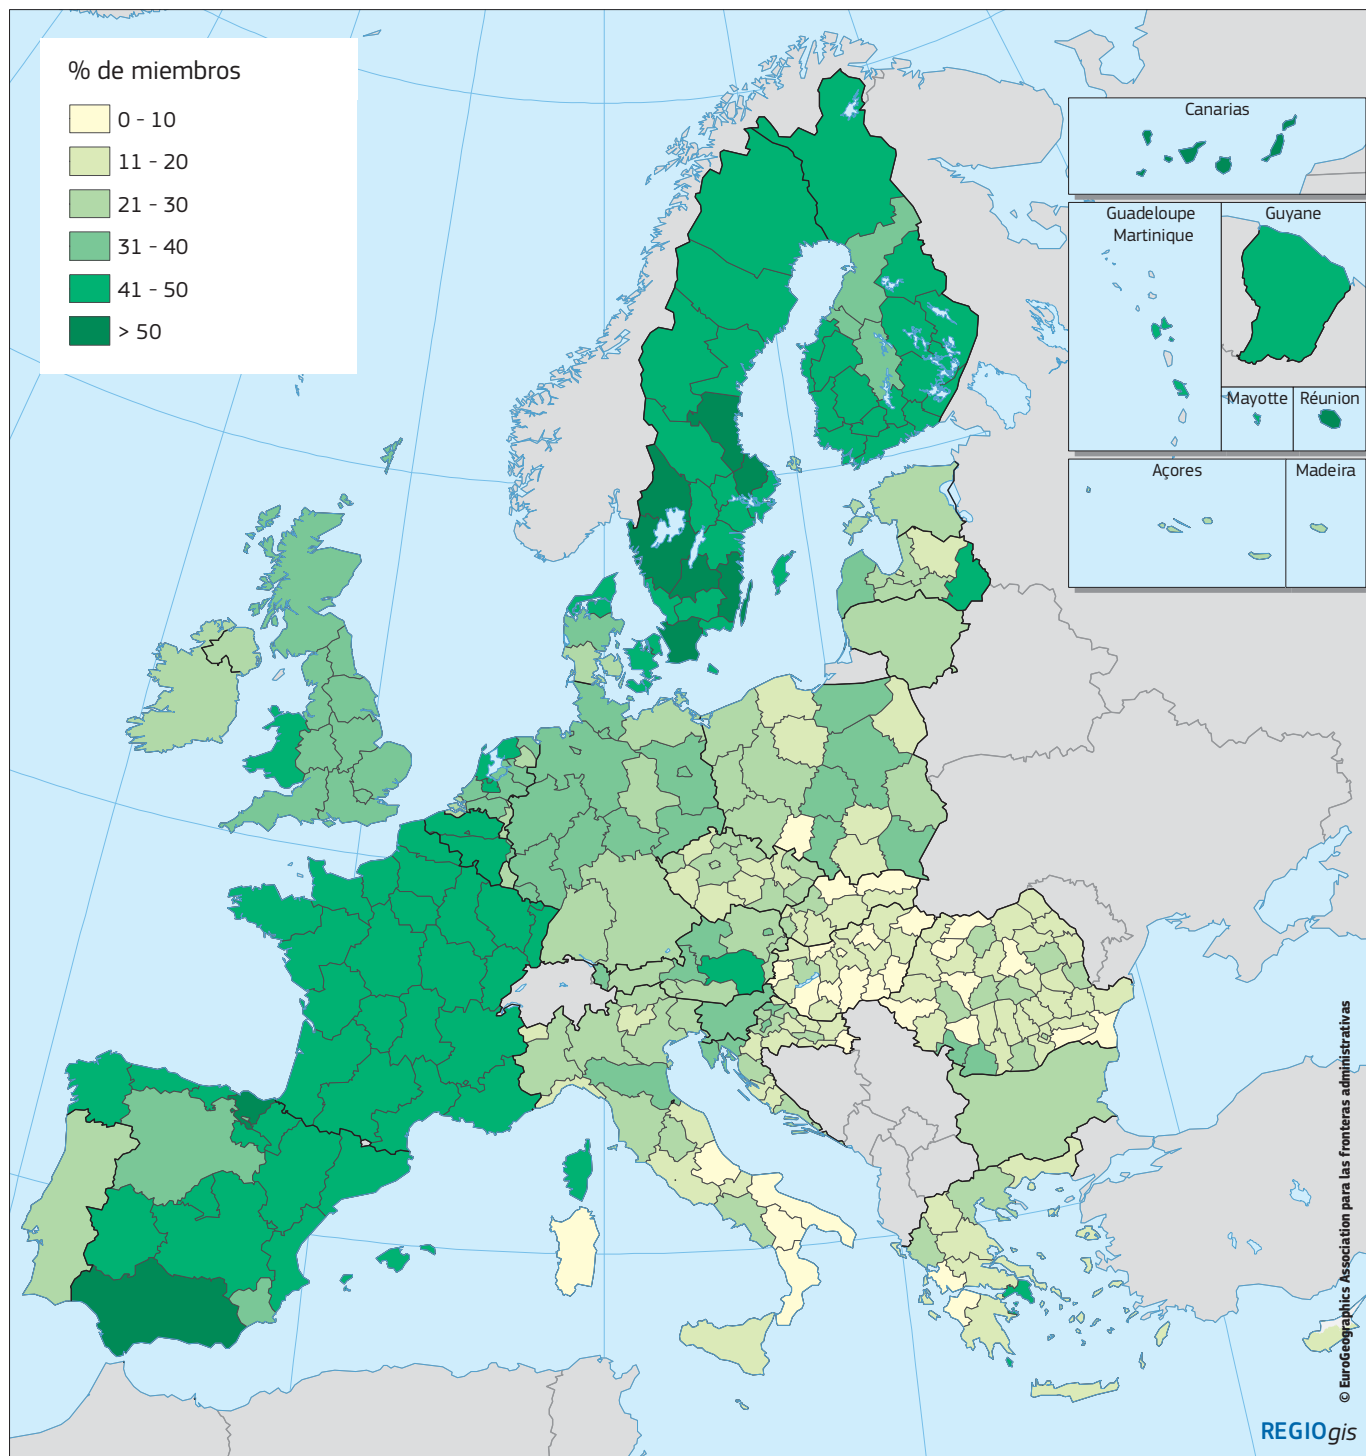 % de miembros
0 - 10
11 - 20
21 - 30
31 - 40
41 - 50
> 50
Canarias
Guadeloupe
Martinique
Guyane
Mayotte
Réunion
Açores
Madeira
© EuroGeographics Association para las fronteras administrativas
REGIOgis